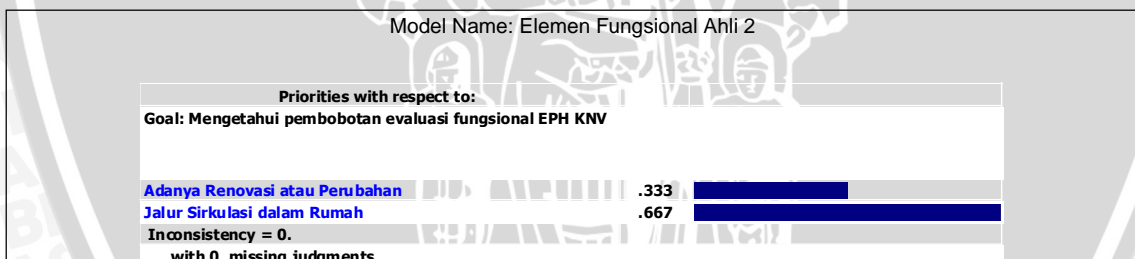 Model Name: Elemen Fungsional Ahli 2
Priorities with respect to:
Goal: Mengetahui pembobotan evaluasi fungsional EPH KNV
Adanya Renovasi atau Perubahan .333
Jalur Sirkulasi dalam Rumah .667
Inconsistency = 0.
with 0 missing judgments